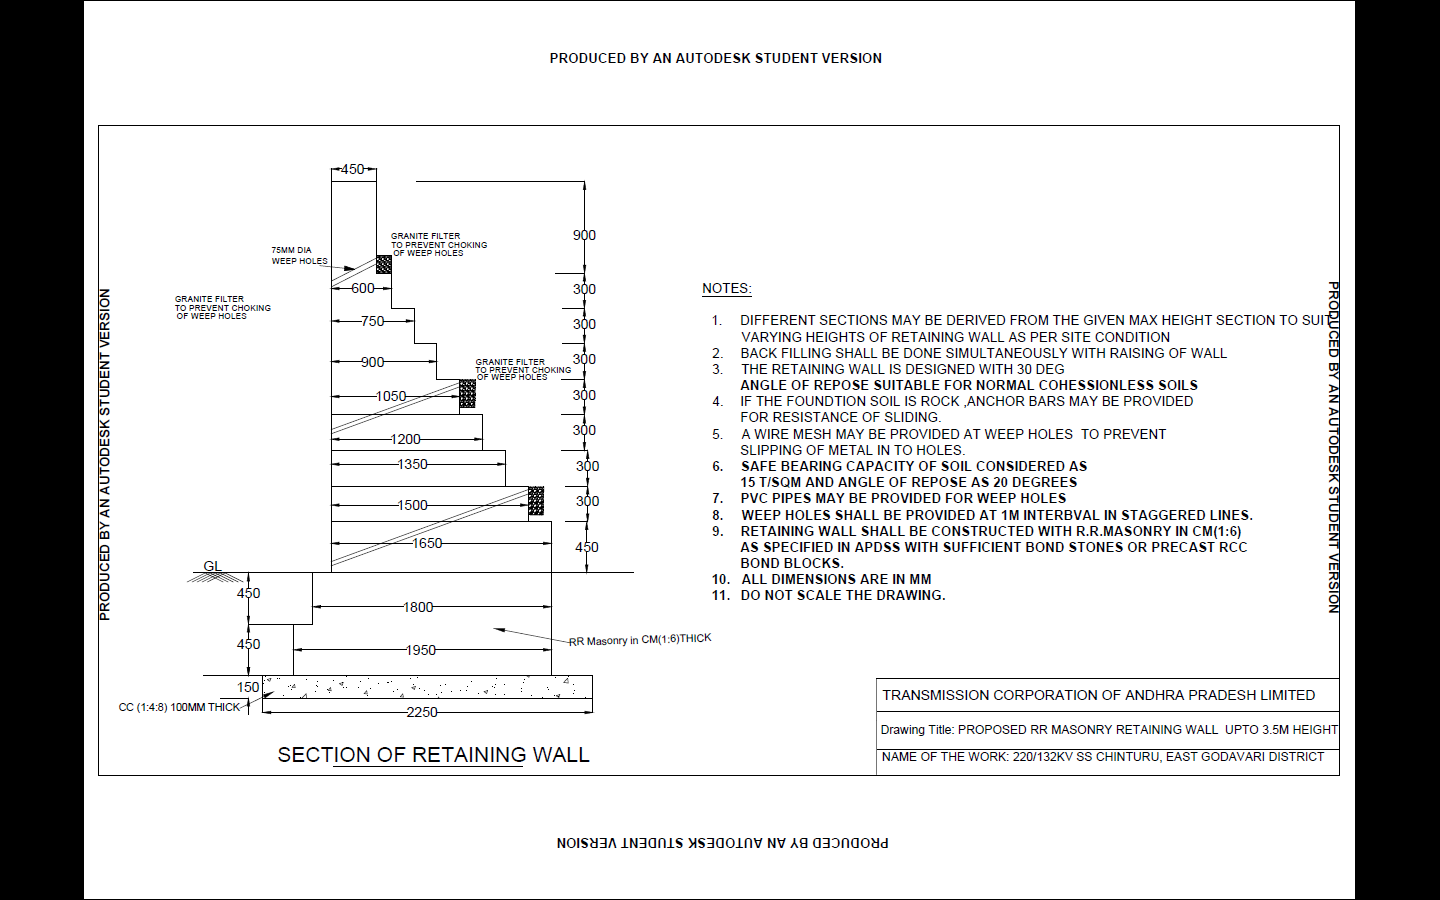 PRODUCED BY AN AUTODESK STUDENT VERSION
PRODUCED BY AN AUTODESK STUDENT VERSION
450
900
GRANITE FILTER
TO PREVENT CHOKING
OF WEEP HOLES
75MM DIA
WEEP HOLES
600
300
GRANITE FILTER
TO PREVENT CHOKING
OF WEEP HOLES
750
300
900
300
GRANITE FILTER
TO PREVENT CHOKING
OF WEEP HOLES
1050
300
1200
300
1350
300
1500
300
1650
450
GL
450
1800
450
1950
RR Masonry in CM(1:6)THICK
150
CC (1:4:8) 100MM THICK
2250
SECTION OF RETAINING WALL
NOTES:
1. DIFFERENT SECTIONS MAY BE DERIVED FROM THE GIVEN MAX HEIGHT SECTION TO SUIT
VARYING HEIGHTS OF RETAINING WALL AS PER SITE CONDITION
2. BACK FILLING SHALL BE DONE SIMULTANEOUSLY WITH RAISING OF WALL
3. THE RETAINING WALL IS DESIGNED WITH 30 DEG
ANGLE OF REPOSE SUITABLE FOR NORMAL COHESSIONLESS SOILS
4. IF THE FOUNDTION SOIL IS ROCK ,ANCHOR BARS MAY BE PROVIDED
FOR RESISTANCE OF SLIDING.
5. A WIRE MESH MAY BE PROVIDED AT WEEP HOLES TO PREVENT
SLIPPING OF METAL IN TO HOLES.
6. SAFE BEARING CAPACITY OF SOIL CONSIDERED AS
15 T/SQM AND ANGLE OF REPOSE AS 20 DEGREES
7. PVC PIPES MAY BE PROVIDED FOR WEEP HOLES
8. WEEP HOLES SHALL BE PROVIDED AT 1M INTERBVAL IN STAGGERED LINES.
9. RETAINING WALL SHALL BE CONSTRUCTED WITH R.R.MASONRY IN CM(1:6)
AS SPECIFIED IN APDSS WITH SUFFICIENT BOND STONES OR PRECAST RCC
BOND BLOCKS.
10. ALL DIMENSIONS ARE IN MM
11. DO NOT SCALE THE DRAWING.
PRODUCED BY AN AUTODESK STUDENT VERSION
TRANSMISSION CORPORATION OF ANDHRA PRADESH LIMITED
Drawing Title: PROPOSED RR MASONRY RETAINING WALL UPTO 3.5M HEIGHT
NAME OF THE WORK: 220/132KV SS CHINTURU, EAST GODAVARI DISTRICT
PRODUCED BY AN AUTODESK STUDENT VERSION